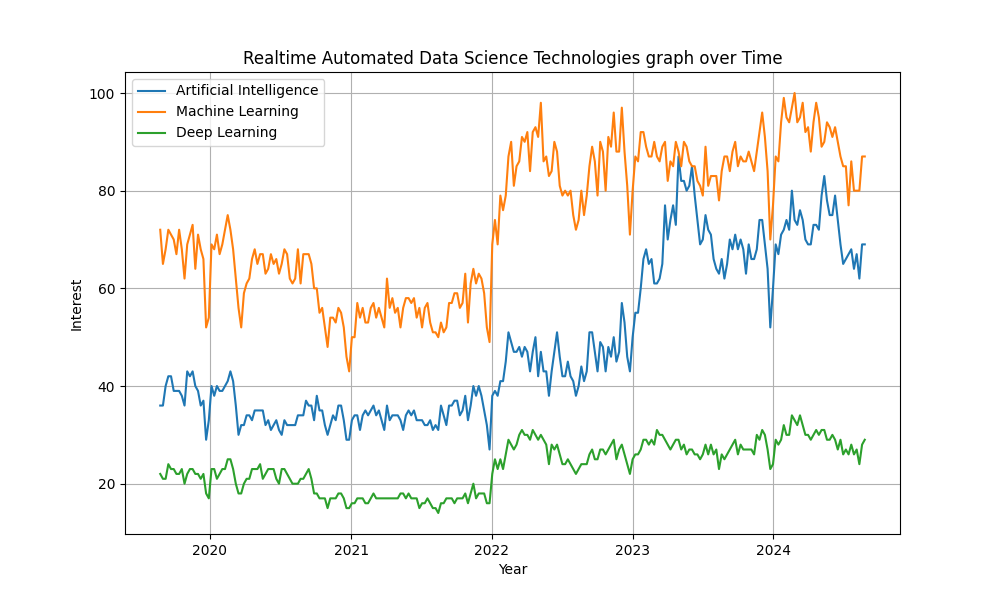 Realtime Automated Data Science Technologies graph over Time
Artificial Intelligence
Machine Learning
Deep Learning
100
80
60
40
20
Interest
2020 2021 2022 2023 2024
Year